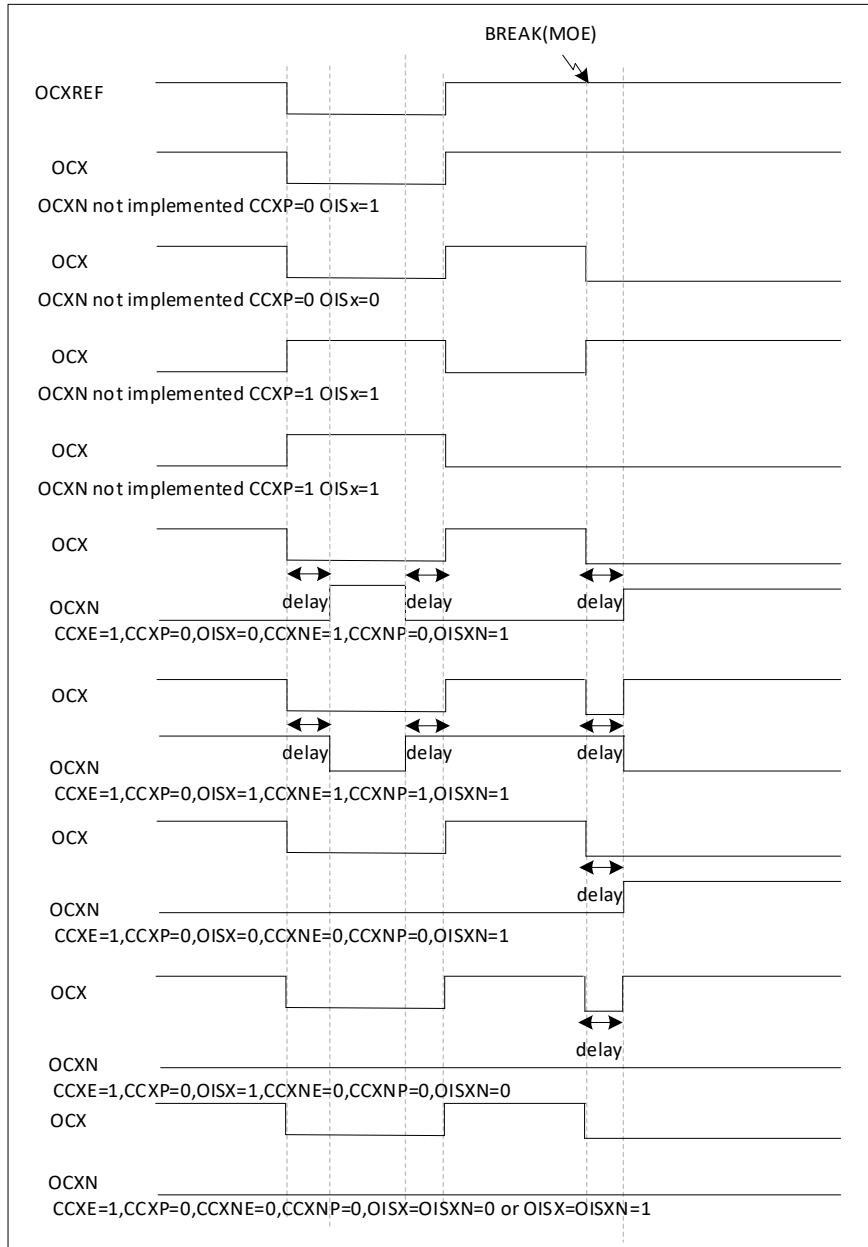 BREAK(MOE)
OCXREF
OCX
OCXN not implemented CCXP=0 OISx=1
OCX
OCXN not implemented CCXP=0 OISx=0
OCX
OCXN not implemented CCXP=1 OISx=1
OCX
OCXN not implemented CCXP=1 OISx=1
OCX
delay delay delay
OCXN
CCXE=1,CCXP=0,OISX=0,CCXNE=1,CCXNP=0,OISXN=1
OCX
delay delay delay
OCXN
CCXE=1,CCXP=0,OISX=1,CCXNE=1,CCXNP=1,OISXN=1
OCX
delay
OCXN
CCXE=1,CCXP=0,OISX=0,CCXNE=0,CCXNP=0,OISXN=1
OCX
delay
OCXN
CCXE=1,CCXP=0,OISX=1,CCXNE=0,CCXNP=0,OISXN=0
OCX
OCXN
CCXE=1,CCXP=0,CCXNE=0,CCXNP=0,OISX=OISXN=0 or OISX=OISXN=1